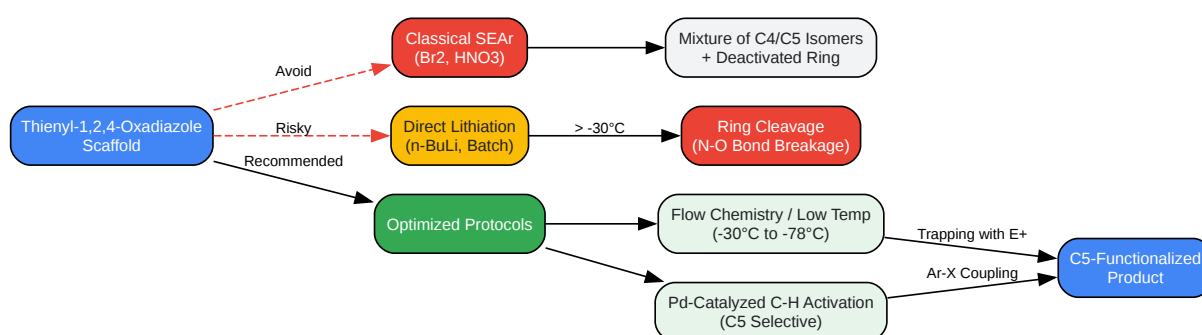 Classical SEAr
(Br2, HNO3)
Mixture of C4/C5 Isomers
+ Deactivated Ring
Avoid
Thienyl-1,2,4-Oxadiazole
Scaffold
Risky
Direct Lithiation
(n-BuLi, Batch)
> -30°C
Ring Cleavage
(N-O Bond Breakage)
Recommended
Optimized Protocols
Flow Chemistry / Low Temp
(-30°C to -78°C)
Trapping with E+
C5-Functionalized
Product
Ar-X Coupling
Pd-Catalyzed C-H Activation
(C5 Selective)